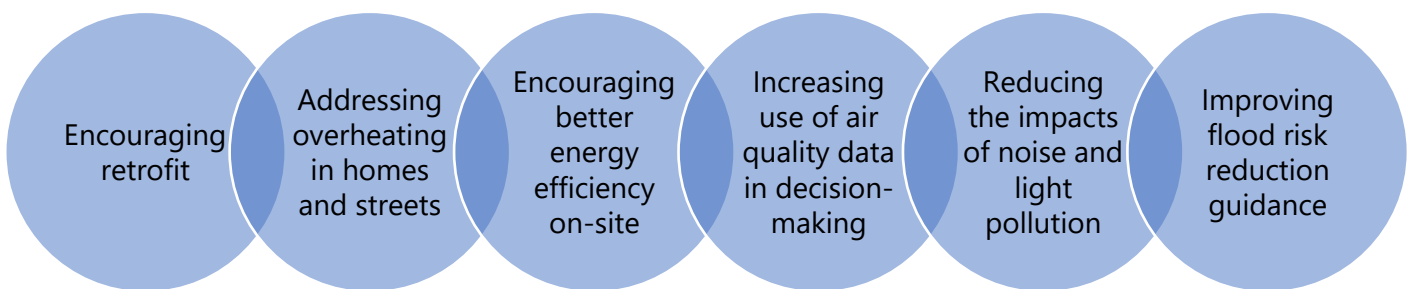 Encouraging
retrofit
Addressing
overheating
in homes
and streets
Encouraging
better
energy
efficiency
on-site
Increasing
use of air
quality data
in decision-
making
Reducing
the impacts
of noise and
light
pollution
Improving
flood risk
reduction
guidance